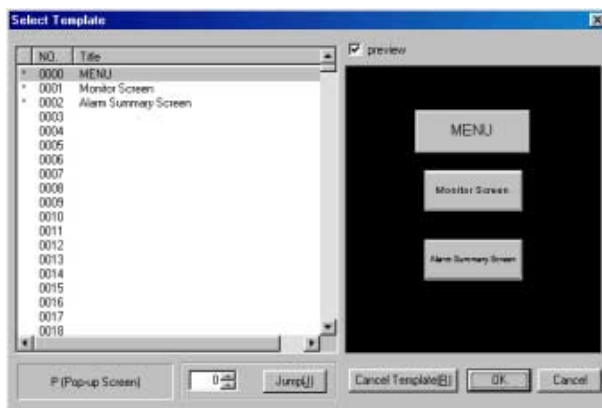 Select Template
NO. Title
* 0000 MENU
* 0001 Monitor Screen
* 0002 Alarm Summary Screen
0003
0004
0005
0006
0007
0008
0009
0010
0011
0012
0013
0014
0015
0016
0017
0018
preview
MENU
Monitor Screen
Alarm Summary Screen
P (Pop-up Screen)
0
Jump(J)
Cancel Template(R)
OK
Cancel